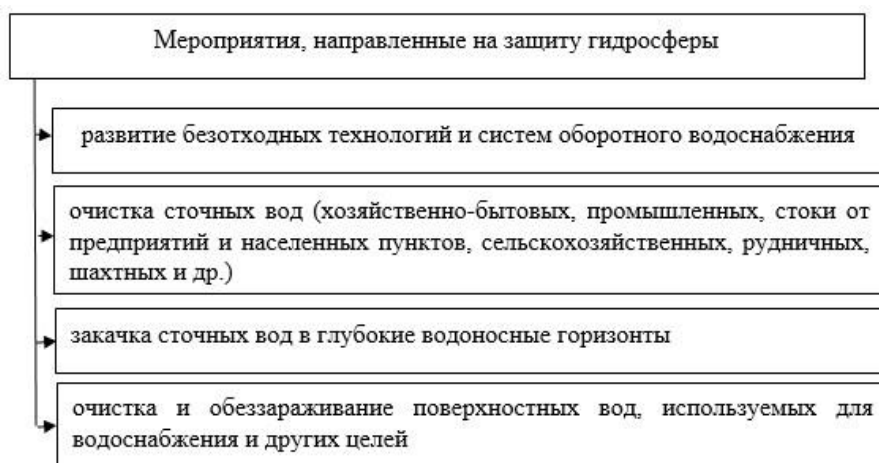 Мероприятия, направленные на защиту гидросферы
развитие безотходных технологий и систем оборотного водоснабжения
очистка сточных вод (хозяйственно-бытовых, промышленных, стоки от
предприятий и населенных пунктов, сельскохозяйственных, рудничных,
шахтных и др.)
закачка сточных вод в глубокие водоносные горизонты
очистка и обеззараживание поверхностных вод, используемых для
водоснабжения и других целей